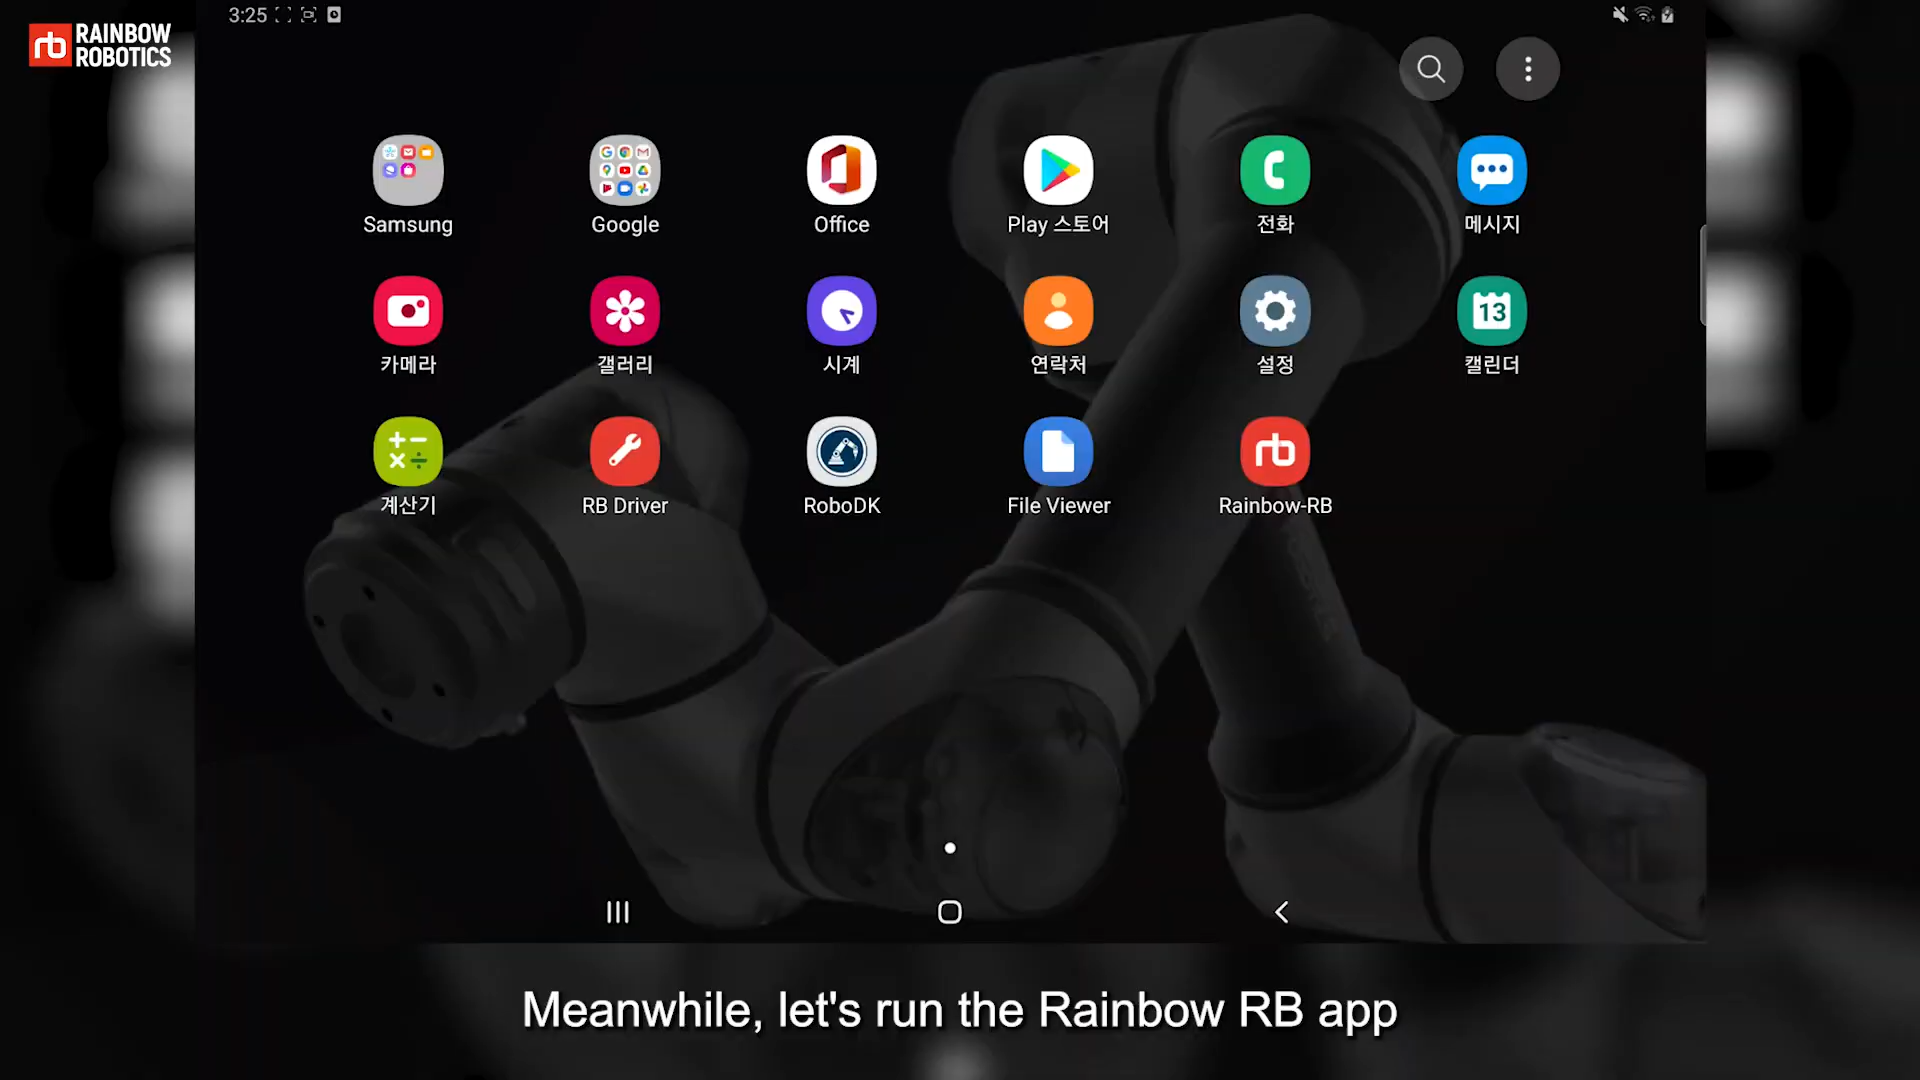 RAINBOW
ROBOTICS
3:25
Samsung
Google
Office
Play 스토어
전화
메시지
카메라
갤러리
시계
연락처
설정
13
캘린더
계산기
RB Driver
RoboDK
File Viewer
rb
Rainbow-RB
Meanwhile, let's run the Rainbow RB app